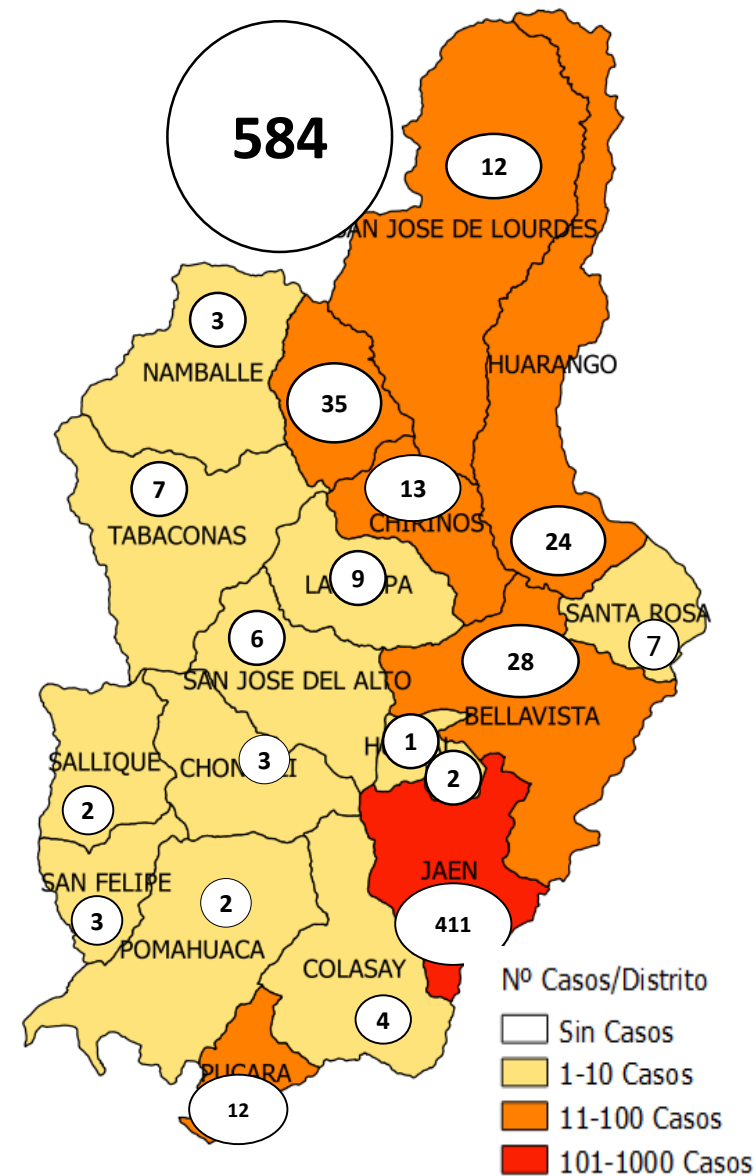 584
12
SAN JOSE DE LOURDES
3
NAMBALLE
HUARANGO
35
7
TABACONAS
13
CHIRINOS
24
9
SANTA ROSA
7
6
SAN JOSE DEL ALTO
28
BELLAVISTA
1
2
SALLIQUE
3
2
JAEN
411
SAN FELIPE
3
2
POMAHUACA
COLASAY
4
PUCARA
12
Nº Casos/Distrito
Sin Casos
1-10 Casos
11-100 Casos
101-1000 Casos